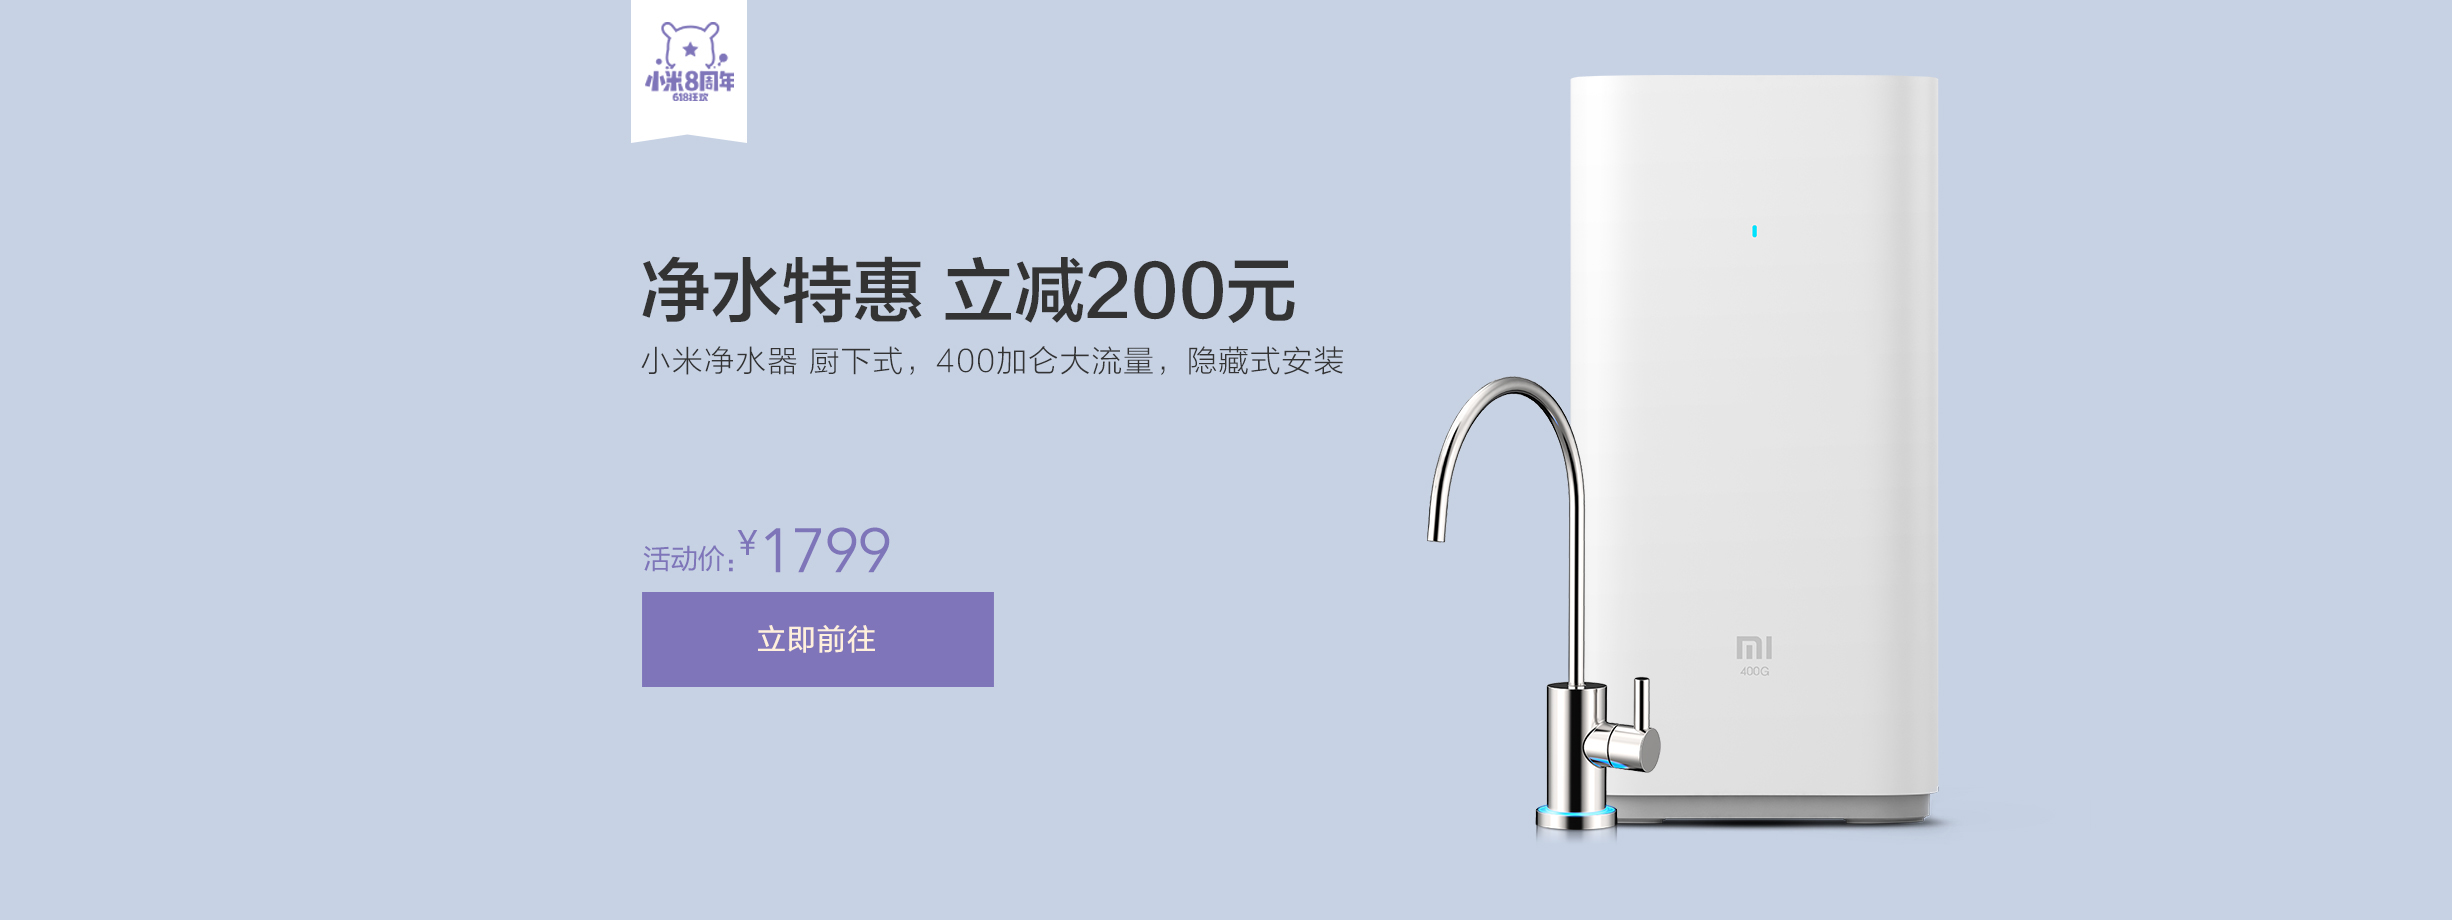 小米8周年
618狂欢
净水特惠 立减200元
小米净水器 厨下式，400加仑大流量，隐藏式安装
活动价：¥1799
立即前往
MI
400G